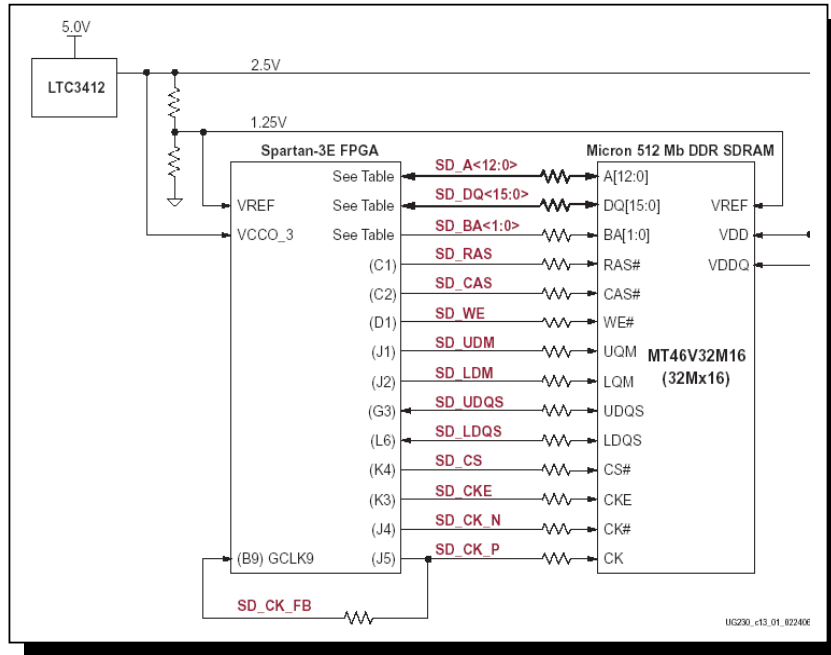 5.0V
LTC3412
2.5V
1.25V
Spartan-3E FPGA
Micron 512 Mb DDR SDRAM
See Table
SD_A<12:0>
A[12:0]
VREF
See Table
SD_DQ<15:0>
DQ[15:0]
VREF
VCCO_3
See Table
SD_BA<1:0>
BA[1:0]
VDD
(C1)
SD_RAS
RAS#
VDDQ
(C2)
SD_CAS
CAS#
(D1)
SD_WE
WE#
(J1)
SD_UDM
UQM
MT46V32M16
(32Mx16)
(J2)
SD_LDM
LQM
(G3)
SD_UDQS
UDQS
(L6)
SD_LDQS
LDQS
(K4)
SD_CS
CS#
(K3)
SD_CKE
CKE
(J4)
SD_CK_N
CK#
(B9) GCLK9
(J5)
SD_CK_P
CK
SD_CK_FB
UG230_c13_01_022406